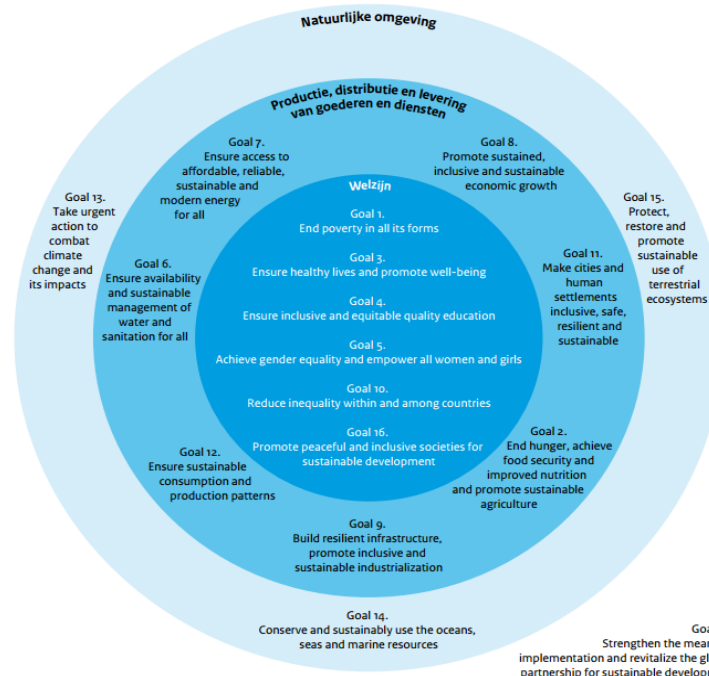 Natuurlijke omgeving
Productie, distributie en levering
van goederen en diensten
Goal 7.
Ensure access to
affordable, reliable,
sustainable and
modern energy
for all
Goal 8.
Promote sustained,
inclusive and sustainable
economic growth
Welzijn
Goal 1.
End poverty in all its forms
Goal 3.
Ensure healthy lives and promote well-being
Goal 4.
Ensure inclusive and equitable quality education
Goal 5.
Achieve gender equality and empower all women and girls
Goal 10.
Reduce inequality within and among countries
Goal 16.
Promote peaceful and inclusive societies for
sustainable development
Goal 13.
Take urgent
action to
combat
climate
change and
its impacts
Goal 6.
Ensure availability
and sustainable
management of
water and
sanitation for all
Goal 15.
Protect,
restore and
promote
sustainable
use of
terrestrial
ecosystems
Goal 11.
Make cities and
human
settlements
inclusive, safe,
resilient and
sustainable
Goal 12.
Ensure sustainable
consumption and
production patterns
Goal 2.
End hunger, achieve
food security and
improved nutrition
and promote sustainable
agriculture
Goal 9.
Build resilient infrastructure,
promote inclusive and
sustainable industrialization
Goal 14.
Conserve and sustainably use the oceans,
seas and marine resources
Strengthen the
implementation and revitalize the
partnership for sustainable